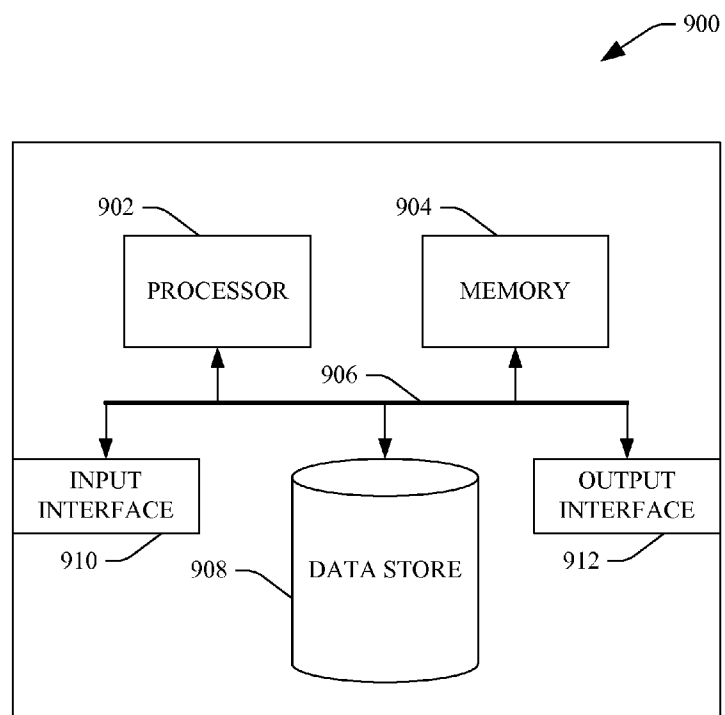 900
902
904
PROCESSOR
MEMORY
906
INPUT
INTERFACE
OUTPUT
INTERFACE
910
908
DATA STORE
912